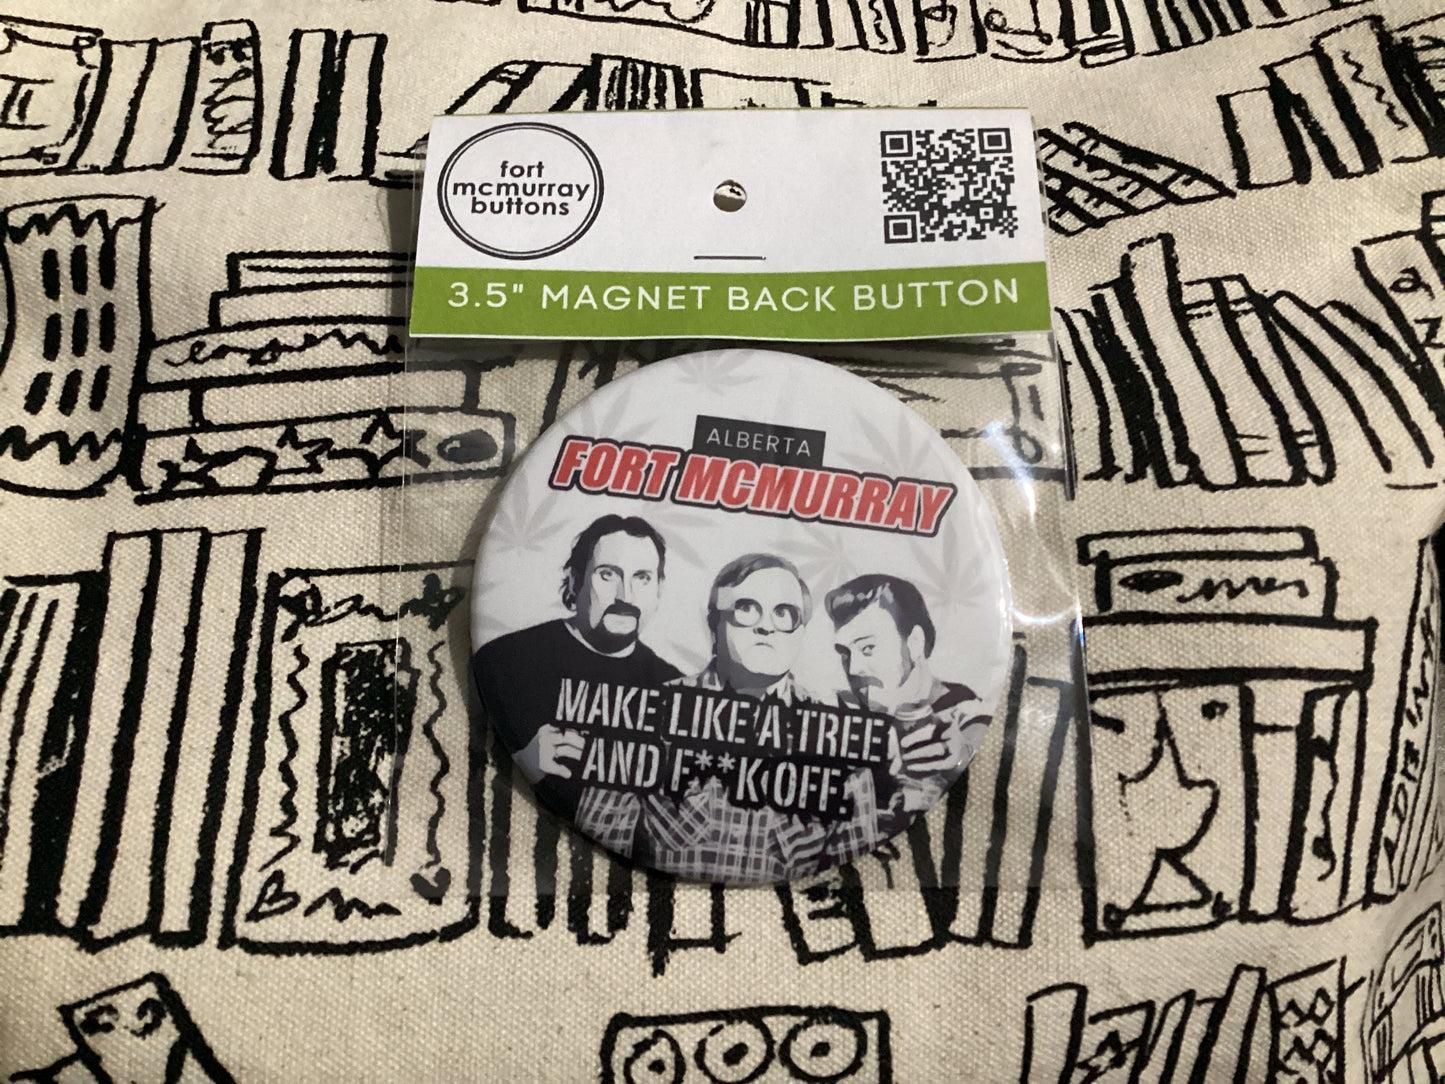 fort
mcmurray
buttons
3.5" MAGNET BACK BUTTON
ALBERTA
FORT MCMURRAY
MAKE LIKE A TREE
AND F**K OFF.